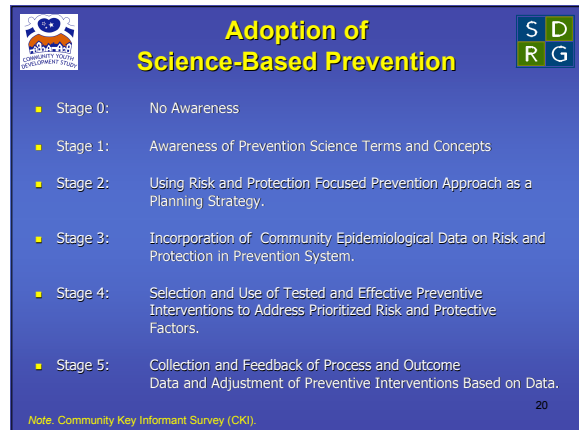 COMMUNITY YOUTH
DEVELOPMENT STUDY
Adoption of
Science-Based Prevention
S D
R G
Stage 0: No Awareness
Stage 1: Awareness of Prevention Science Terms and Concepts
Stage 2: Using Risk and Protection Focused Prevention Approach as a
Planning Strategy.
Stage 3: Incorporation of Community Epidemiological Data on Risk and
Protection in Prevention System.
Stage 4: Selection and Use of Tested and Effective Preventive
Interventions to Address Prioritized Risk and Protective
Factors.
Stage 5: Collection and Feedback of Process and Outcome
Data and Adjustment of Preventive Interventions Based on Data.
20
Note. Community Key Informant Survey (CKI).